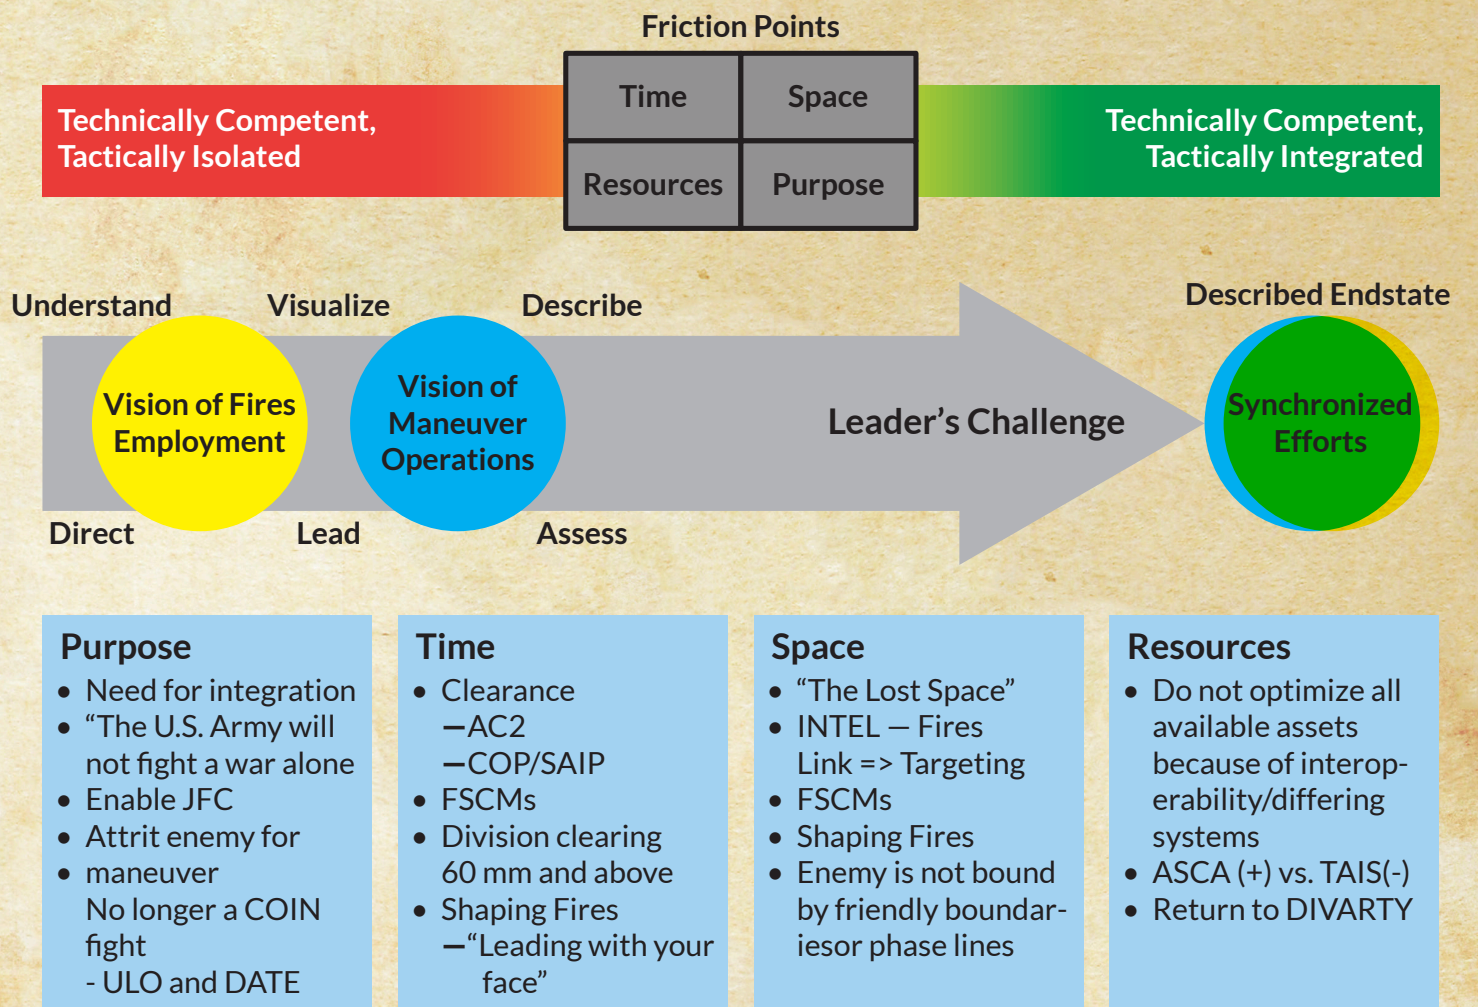 Friction Points
Time
Space
Resources
Purpose
Technically Competent,
Tactically Isolated
Technically Competent,
Tactically Integrated
Understand
Visualize
Describe
Described Endstate
Vision of Fires
Employment
Vision of
Maneuver
Operations
Leader’s Challenge
Synchronized
Efforts
Direct
Lead
Assess
Purpose
• Need for integration
• “The U.S. Army will
not fight a war alone
• Enable JFC
• Attrit enemy for
• maneuver
No longer a COIN
fight
- ULO and DATE
Time
• Clearance
—AC2
—COP/SAIP
• FSCMs
• Division clearing
60 mm and above
• Shaping Fires
—“Leading with your
face”
Space
• “The Lost Space”
• INTEL — Fires
Link => Targeting
• FSCMs
• Shaping Fires
• Enemy is not bound
by friendly boundar-
iesor phase lines
Resources
• Do not optimize all
available assets
because of interop-
erability/differing
systems
• ASCA (+) vs. TAIS(-)
• Return to DIVARTY